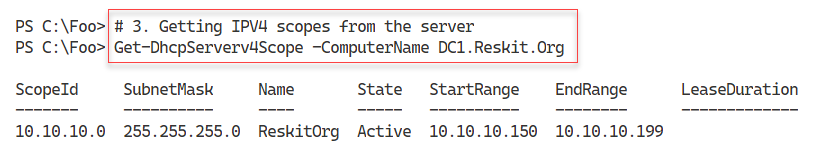 PS C:\Foo> # 3. Getting IPV4 scopes from the server
PS C:\Foo> Get-DhcpServerv4Scope -ComputerName DC1.Reskit.Org
ScopeId SubnetMask Name State StartRange EndRange LeaseDuration
------- ---------- ---- ----- ---------- -------- -------------
10.10.10.0 255.255.255.0 ReskitOrg Active 10.10.10.150 10.10.10.199